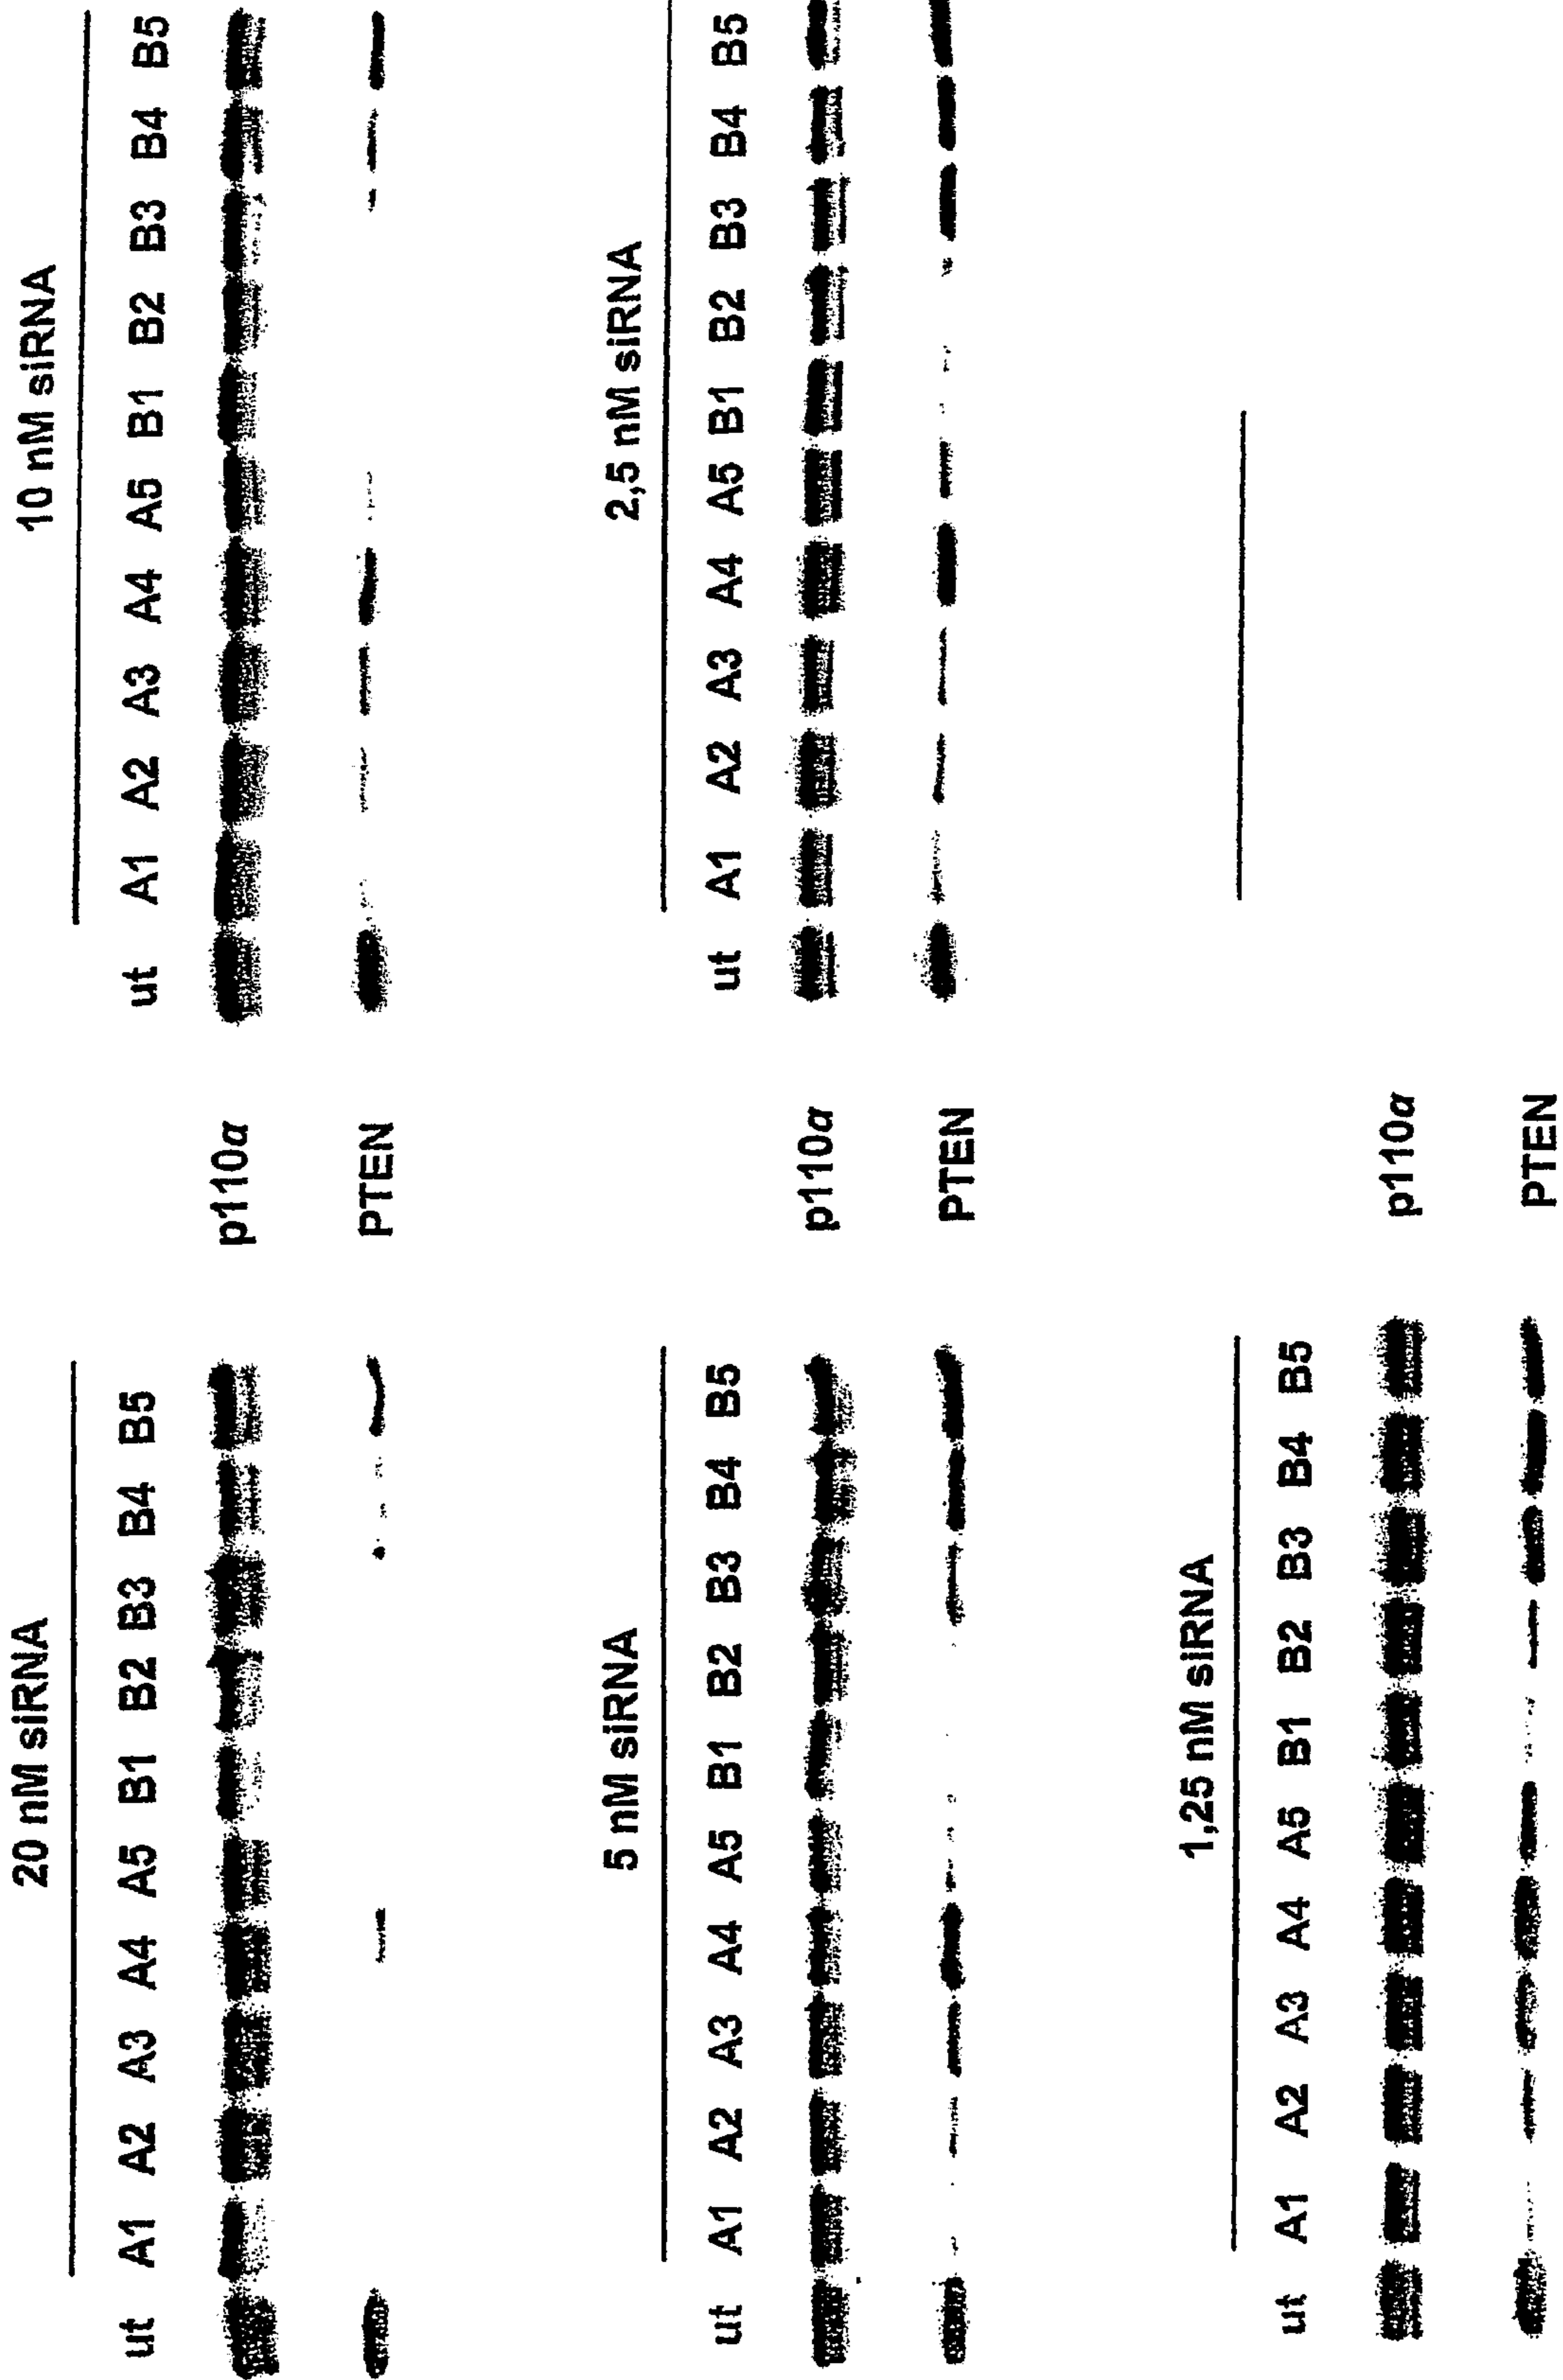 20 nM siRNA 10 nM siRNA
ut A1 A2 A3 A4 A5 B1 B2 B3 B4 B5 ut A1 A2 A3 A4 A5 B1 B2 B3 B4 B5
p110α
PTEN
5 nM siRNA 2,5 nM siRNA
ut A1 A2 A3 A4 A5 B1 B2 B3 B4 B5 ut A1 A2 A3 A4 A5 B1 B2 B3 B4 B5
p110α
PTEN
1,25 nM siRNA
ut A1 A2 A3 A4 A5 B1 B2 B3 B4 B5
p110α
PTEN